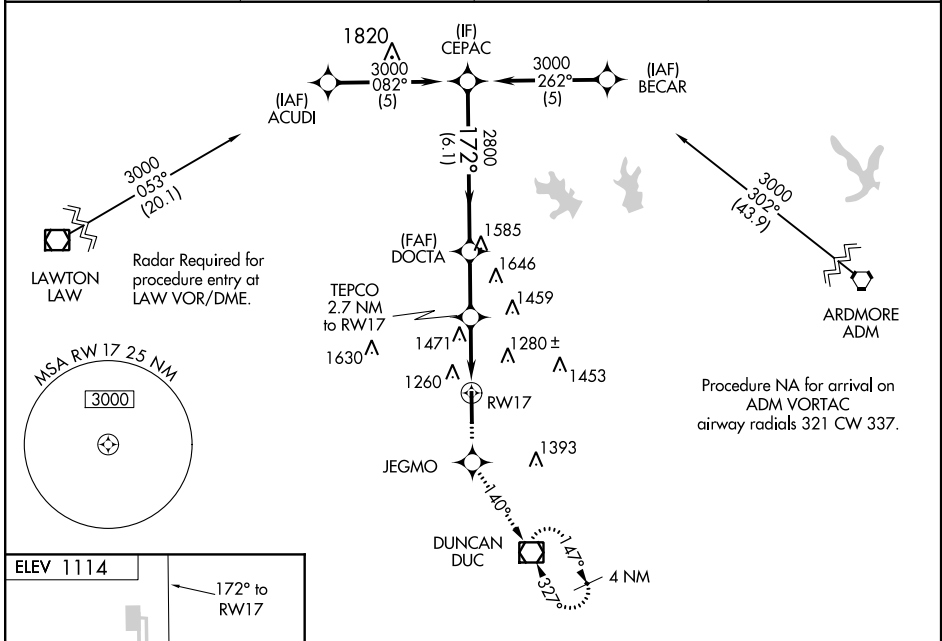 1820
(IF)
CEPAC
3000
082°
(5)
(IAF)
ACUDI
3000
262°
(5)
(IAF)
BECAR
2800
172°
(6.1)
3000
053°
(20.1)
LAWTON
LAW
Radar Required for
procedure entry at
LAW VOR/DME.
3000
302°
(43.9)
ARDMORE
ADM
Procedure NA for arrival on
ADM VORTAC
airway radials 321 CW 337.
(FAF)
DOCTA
1585
1646
TEPCO
2.7 NM
to RW17
1459
1471
1280 ±
1630
1453
1260
RW17
MSA RW 17 25 NM
3000
JEGMO
1393
140°
DUNCAN
DUC
147°
327°
4 NM
ELEV 1114
172° to
RW17